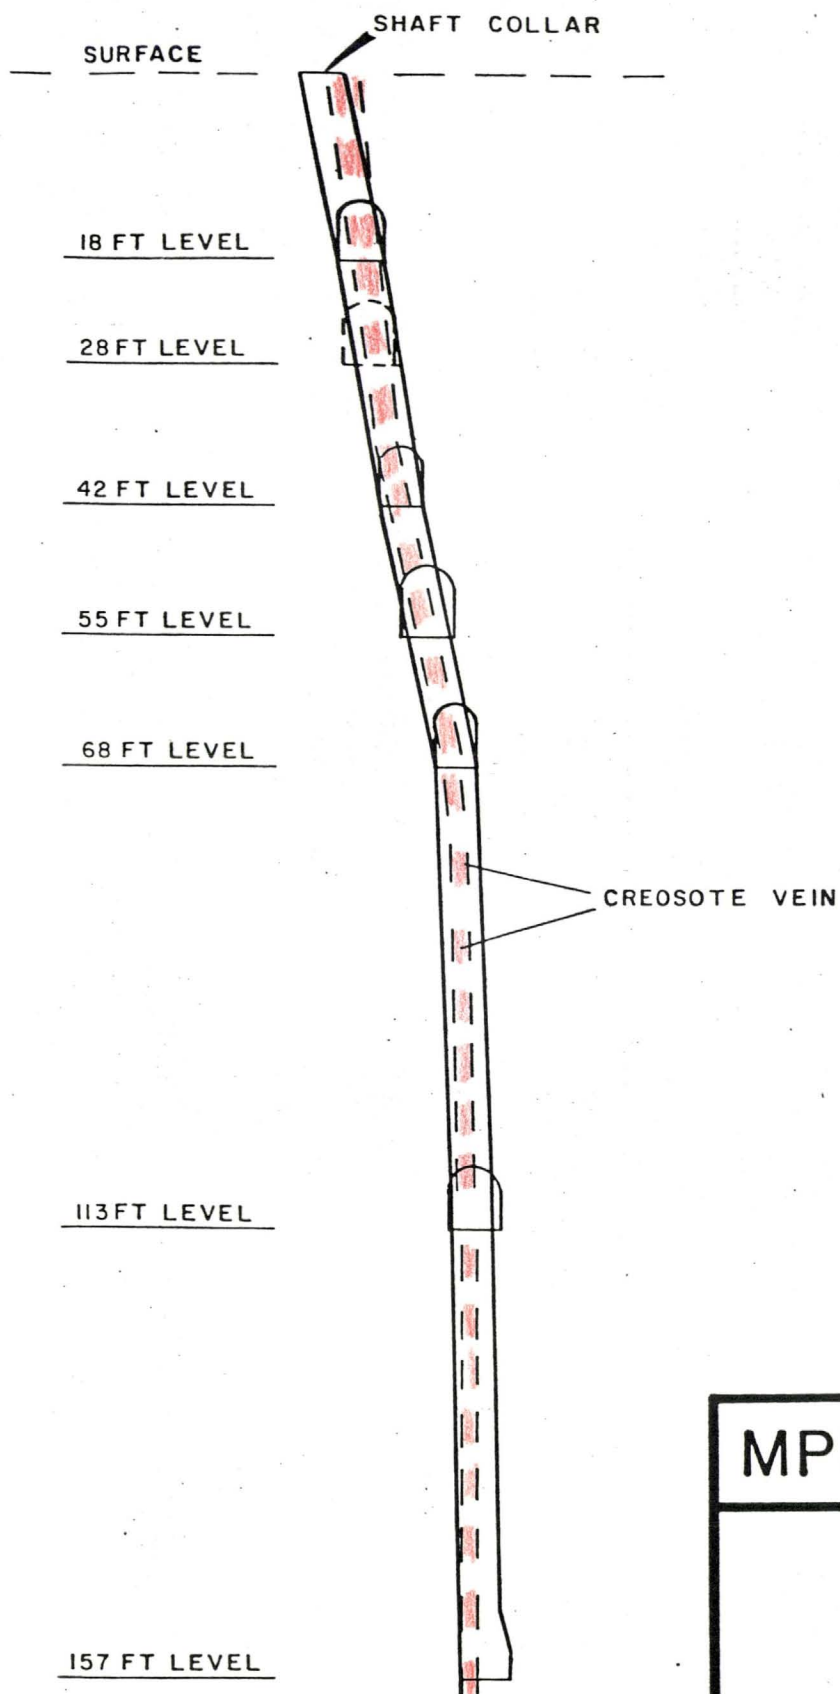 SHAFT COLLAR
SURFACE
18 FT LEVEL
28 FT LEVEL
42 FT LEVEL
55 FT LEVEL
68 FT LEVEL
CREOSOTE VEIN
113 FT LEVEL
MP
157 FT LEVEL